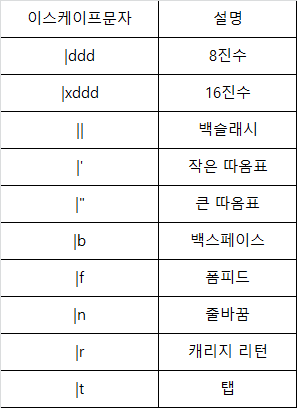 이스케이프문자 설명
|ddd 8진수
|xddd 16진수
|| 백슬래시
|' 작은 따옴표
|" 큰 따옴표
|b 백스페이스
|f 폼피드
|n 줄바꿈
|r 캐리지 리턴
|t 탭